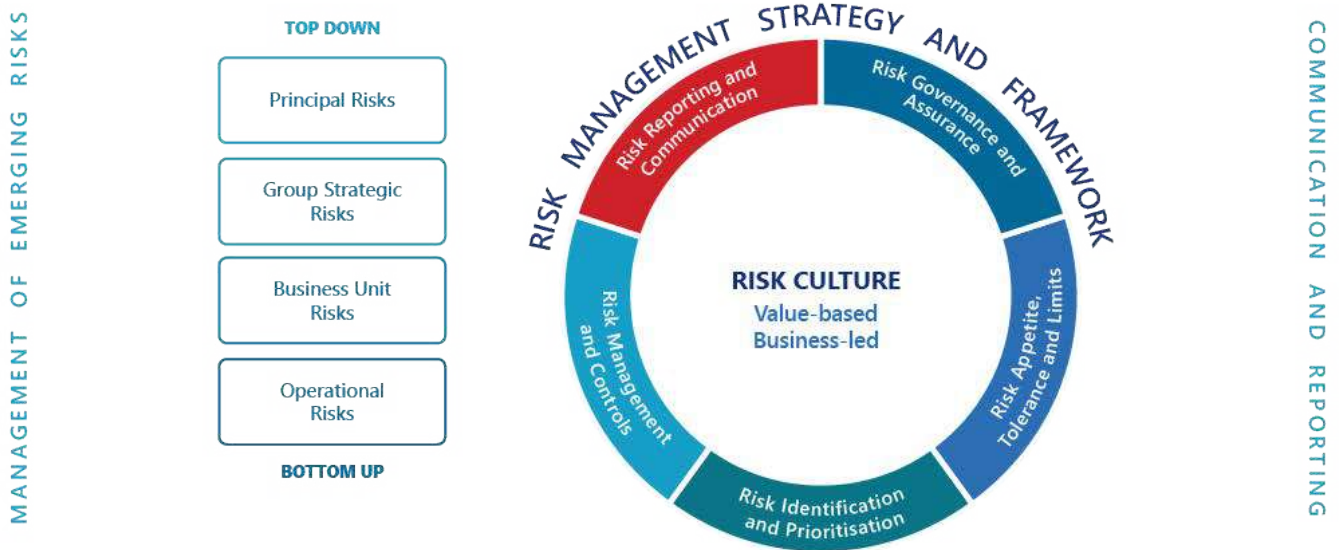 MANAGEMENT OF EMERGING RISKS
TOP DOWN
Principal Risks
Group Strategic
Risks
Business Unit
Risks
Operational
Risks
BOTTOM UP
RISK MANAGEMENT STRATEGY AND FRAMEWORK
Risk Reporting and
Communication
Risk Governance and
Assurance
Risk Appetite,
Tolerance and Limits
Risk Identification
and Prioritisation
Risk Management
and Controls
RISK CULTURE
Value-based
Business-led
COMMUNICATION AND REPORTING